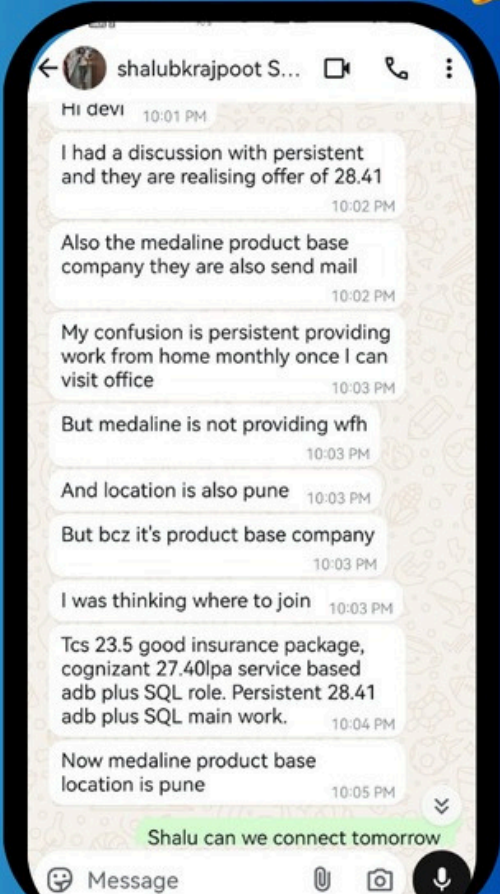 shalubkrajpoot S...
Hi devi 10:01 PM
I had a discussion with persistent
and they are realising offer of 28.41
10:02 PM
Also the medaline product base
company they are also send mail
10:02 PM
My confusion is persistent providing
work from home monthly once I can
visit office 10:03 PM
But medaline is not providing wfh
10:03 PM
And location is also pune 10:03 PM
But bcz it's product base company
10:03 PM
I was thinking where to join 10:03 PM
Tcs 23.5 good insurance package,
cognizant 27.40lpa service based
adb plus SQL role. Persistent 28.41
adb plus SQL main work. 10:04 PM
Now medaline product base
location is pune 10:05 PM
Shalu can we connect tomorrow
Message